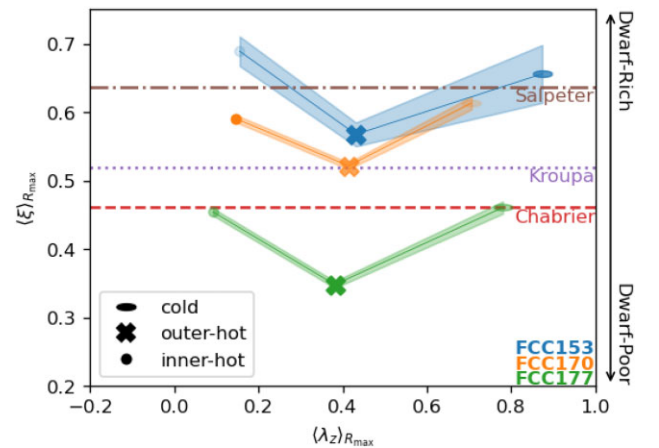 0.7
0.6
0.5
0.4
0.3
0.2
⟨ξ⟩Rmax
Salpeter
Kroupa
Chabrier
cold
outer-hot
inner-hot
FCC153
FCC170
FCC177
-0.2 0.0 0.2 0.4 0.6 0.8 1.0
⟨λz⟩Rmax
Dwarf-Rich
Dwarf-Poor